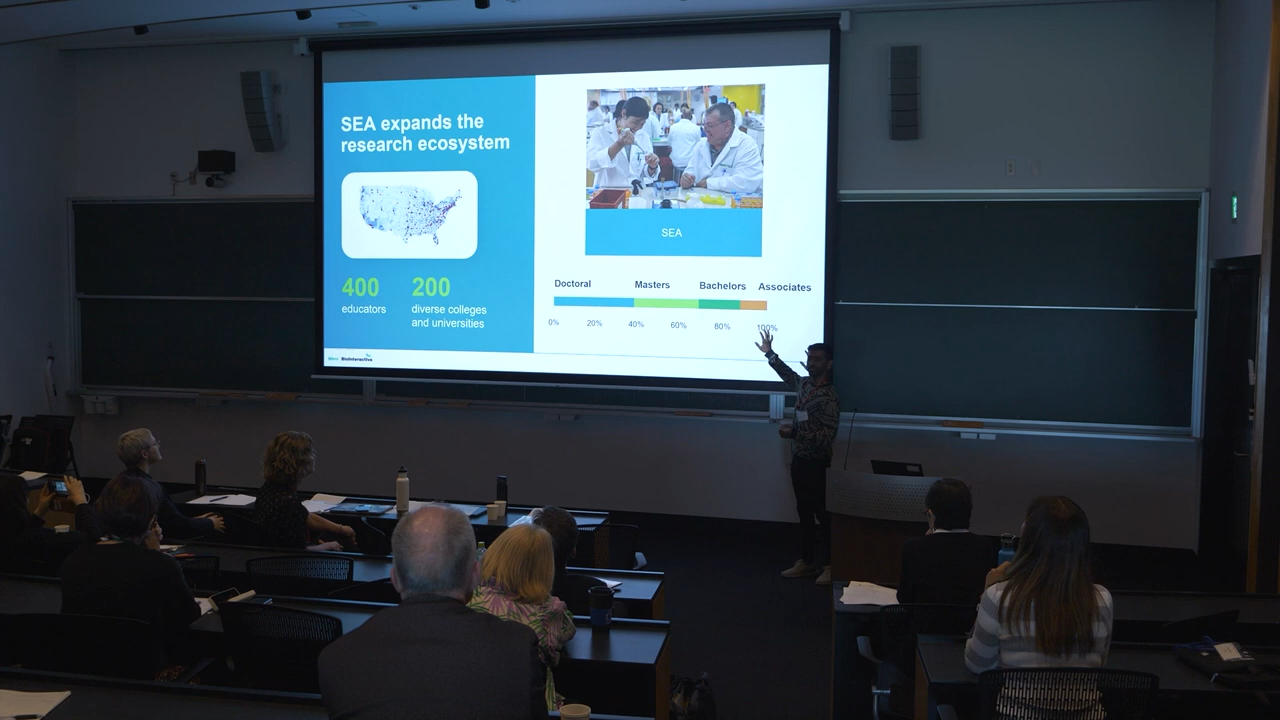 SEA expands the
research ecosystem
400
educators
200
diverse colleges
and universities
BioInteractive
SEA
Doctoral Masters Bachelors Associates
0% 20% 40% 60% 80% 100%